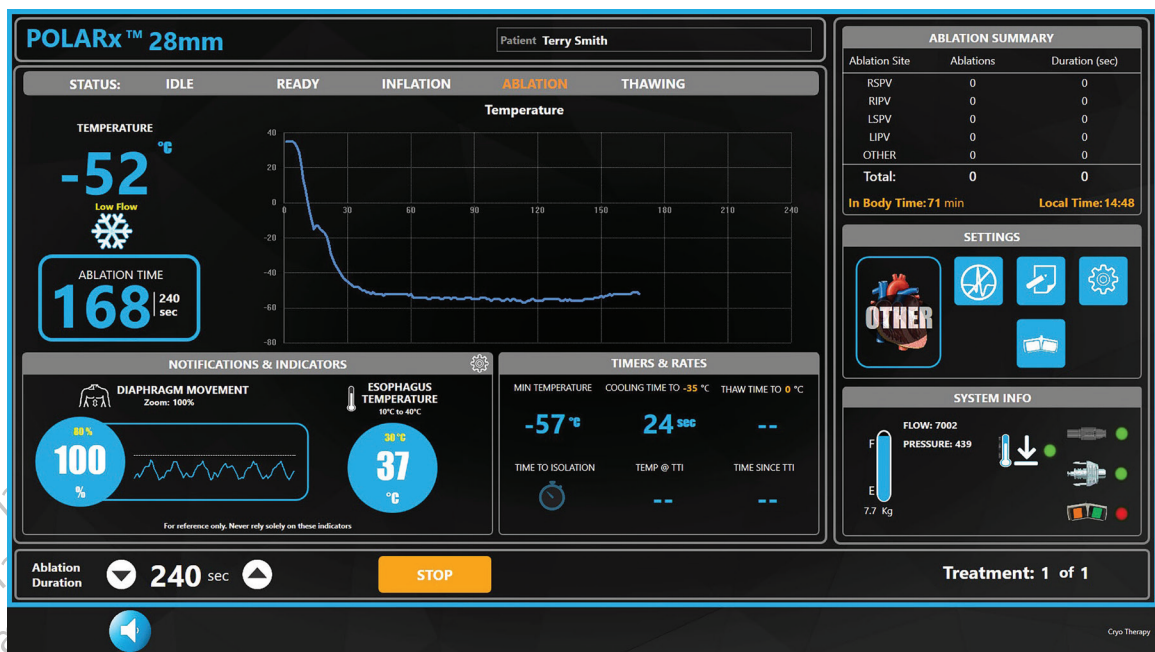 POLARx™ 28mm
Patient Terry Smith
STATUS: IDLE READY INFLATION ABLATION THAWING
TEMPERATURE
-52 °C
Low Flow
ABLATION TIME
168 240 sec
Temperature
40
20
0
-20
-40
-60
-80
0 30 60 90 120 150 180 210 240
NOTIFICATIONS & INDICATORS
DIAPHRAGM MOVEMENT
Zoom: 100%
80 %
100
%
ESOPHAGUS
TEMPERATURE
10°C to 40°C
30 °C
37
°C
For reference only. Never rely solely on these indicators
TIMERS & RATES
MIN TEMPERATURE COOLING TIME TO -35 °C THAW TIME TO 0 °C
-57 °C 24 sec --
TIME TO ISOLATION TEMP @ TTI TIME SINCE TTI
-- --
ABLATION SUMMARY
Ablation Site Ablations Duration (sec)
RSPV 0 0
RIPV 0 0
LSPV 0 0
LIPV 0 0
OTHER 0 0
Total: 0 0
In Body Time: 71 min Local Time: 14:48
SETTINGS
OTHER
SYSTEM INFO
FLOW: 7002
PRESSURE: 439
F
E
7.7 Kg
Ablation
Duration
240 sec
STOP
Treatment: 1 of 1
Cryo Therapy